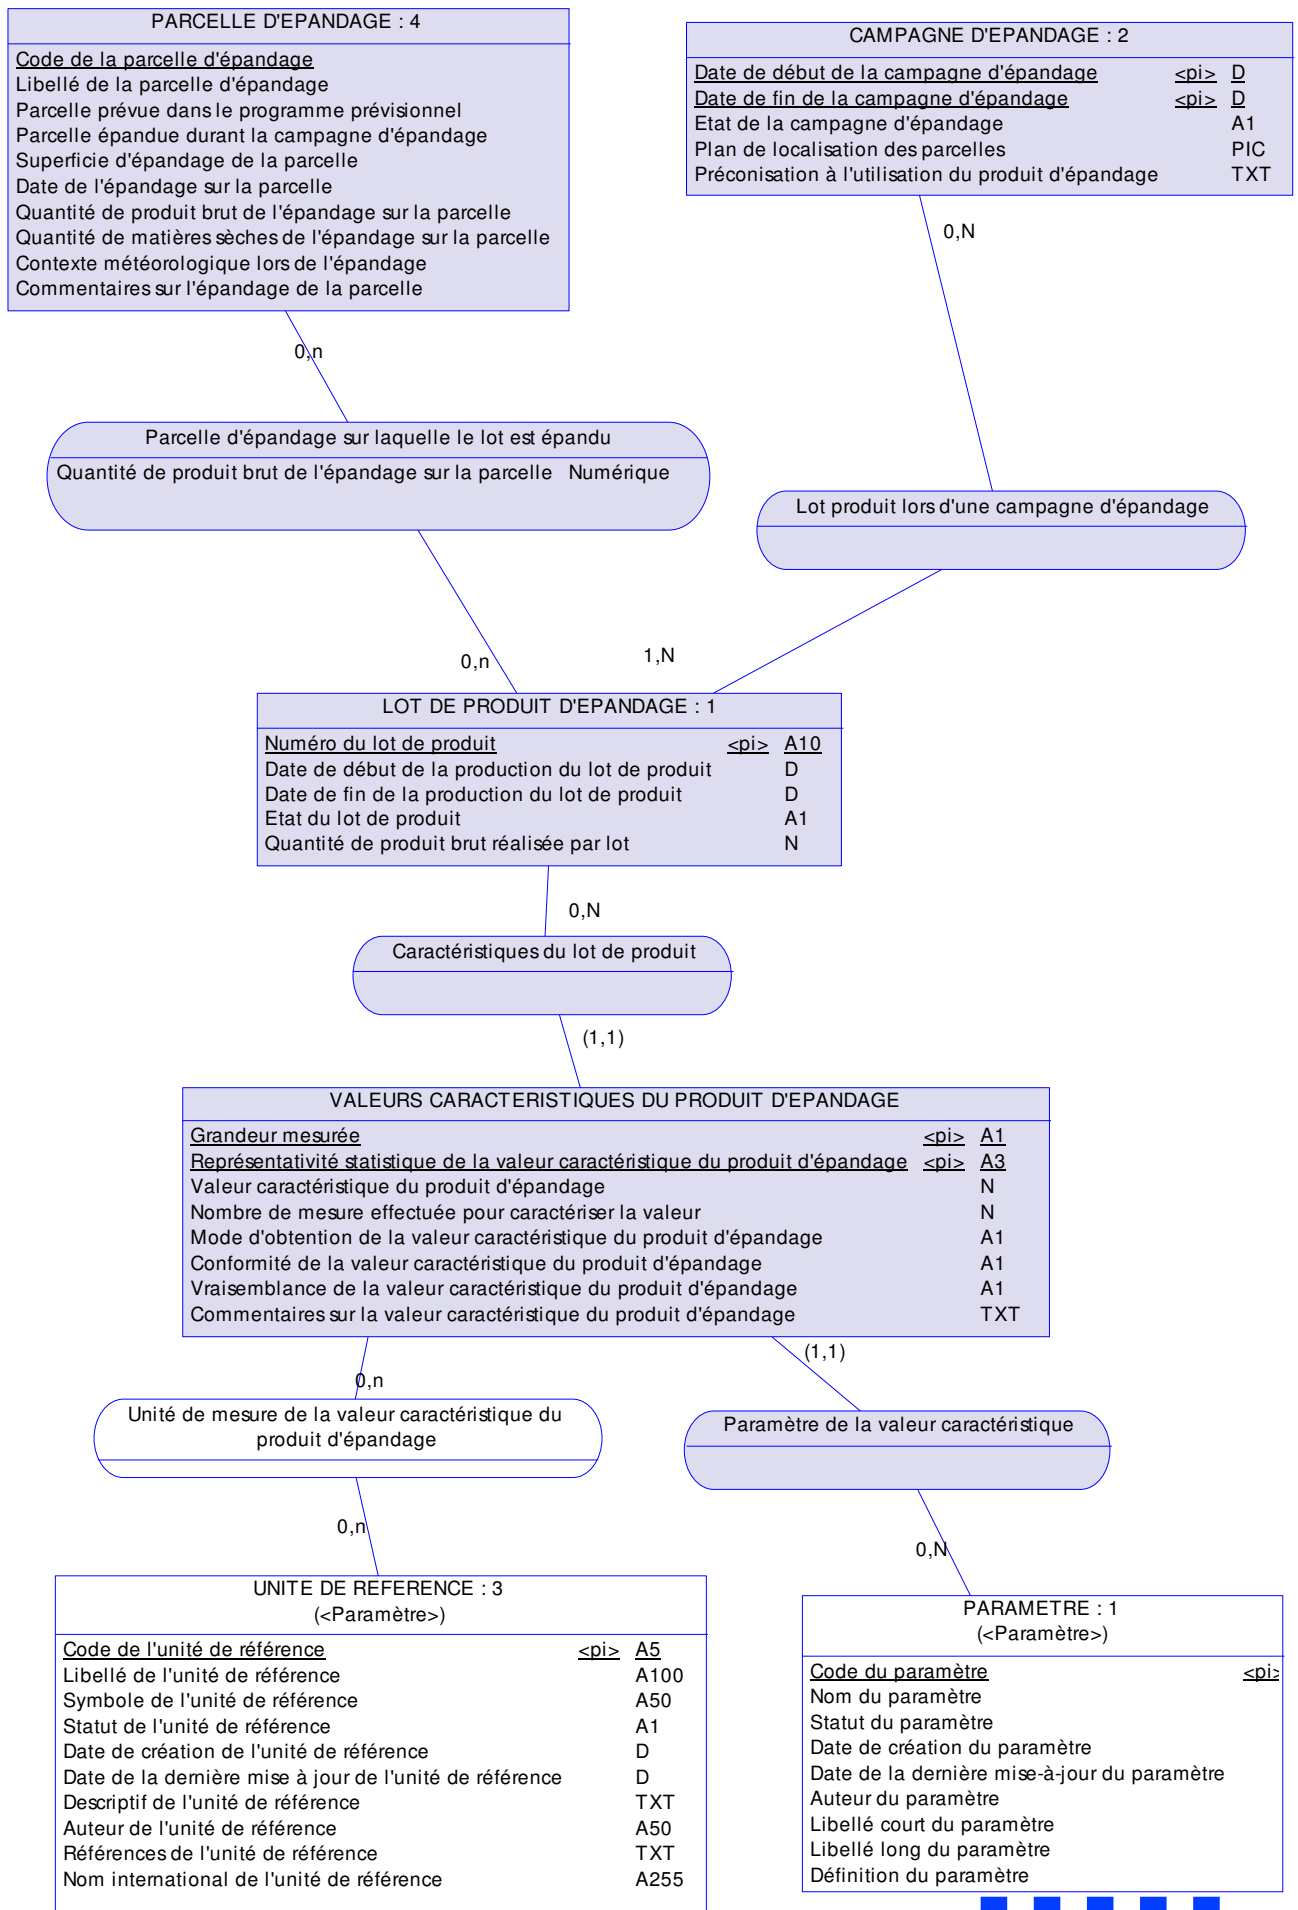 PARCELLE D'EPANDAGE : 4
Code de la parcelle d'épandage
Libellé de la parcelle d'épandage
Parcelle prévue dans le programme prévisionnel
Parcelle épandue durant la campagne d'épandage
Superficie d'épandage de la parcelle
Date de l'épandage sur la parcelle
Quantité de produit brut de l'épandage sur la parcelle
Quantité de matières sèches de l'épandage sur la parcelle
Contexte météorologique lors de l'épandage
Commentaires sur l'épandage de la parcelle
CAMPAGNE D'EPANDAGE : 2
Date de début de la campagne d'épandage <pi> D
Date de fin de la campagne d'épandage <pi> D
Etat de la campagne d'épandage A1
Plan de localisation des parcelles PIC
Préconisation à l'utilisation du produit d'épandage TXT
0,N
0,n
Parcelle d'épandage sur laquelle le lot est épandu
Quantité de produit brut de l'épandage sur la parcelle Numérique
Lot produit lors d'une campagne d'épandage
0,n
1,N
LOT DE PRODUIT D'EPANDAGE : 1
Numéro du lot de produit <pi> A10
Date de début de la production du lot de produit D
Date de fin de la production du lot de produit D
Etat du lot de produit A1
Quantité de produit brut réalisée par lot N
0,N
Caractéristiques du lot de produit
(1,1)
VALEURS CARACTERISTIQUES DU PRODUIT D'EPANDAGE
Grandeur mesurée <pi> A1
Représentativité statistique de la valeur caractéristique du produit d'épandage <pi> A3
Valeur caractéristique du produit d'épandage N
Nombre de mesure effectuée pour caractériser la valeur N
Mode d'obtention de la valeur caractéristique du produit d'épandage A1
Conformité de la valeur caractéristique du produit d'épandage A1
Vraisemblance de la valeur caractéristique du produit d'épandage A1
Commentaires sur la valeur caractéristique du produit d'épandage TXT
(1,1)
0,n
Unité de mesure de la valeur caractéristique du
produit d'épandage
Paramètre de la valeur caractéristique
0,n
0,N
UNITE DE REFERENCE : 3
(<Paramètre>)
Code de l'unité de référence <pi> A5
Libellé de l'unité de référence A100
Symbole de l'unité de référence A50
Statut de l'unité de référence A1
Date de création de l'unité de référence D
Date de la dernière mise à jour de l'unité de référence D
Descriptif de l'unité de référence TXT
Auteur de l'unité de référence A50
Références de l'unité de référence TXT
Nom international de l'unité de référence A255
PARAMETRE : 1
(<Paramètre>)
Code du paramètre <pi>
Nom du paramètre
Statut du paramètre
Date de création du paramètre
Date de la dernière mise-à-jour du paramètre
Auteur du paramètre
Libellé court du paramètre
Libellé long du paramètre
Définition du paramètre